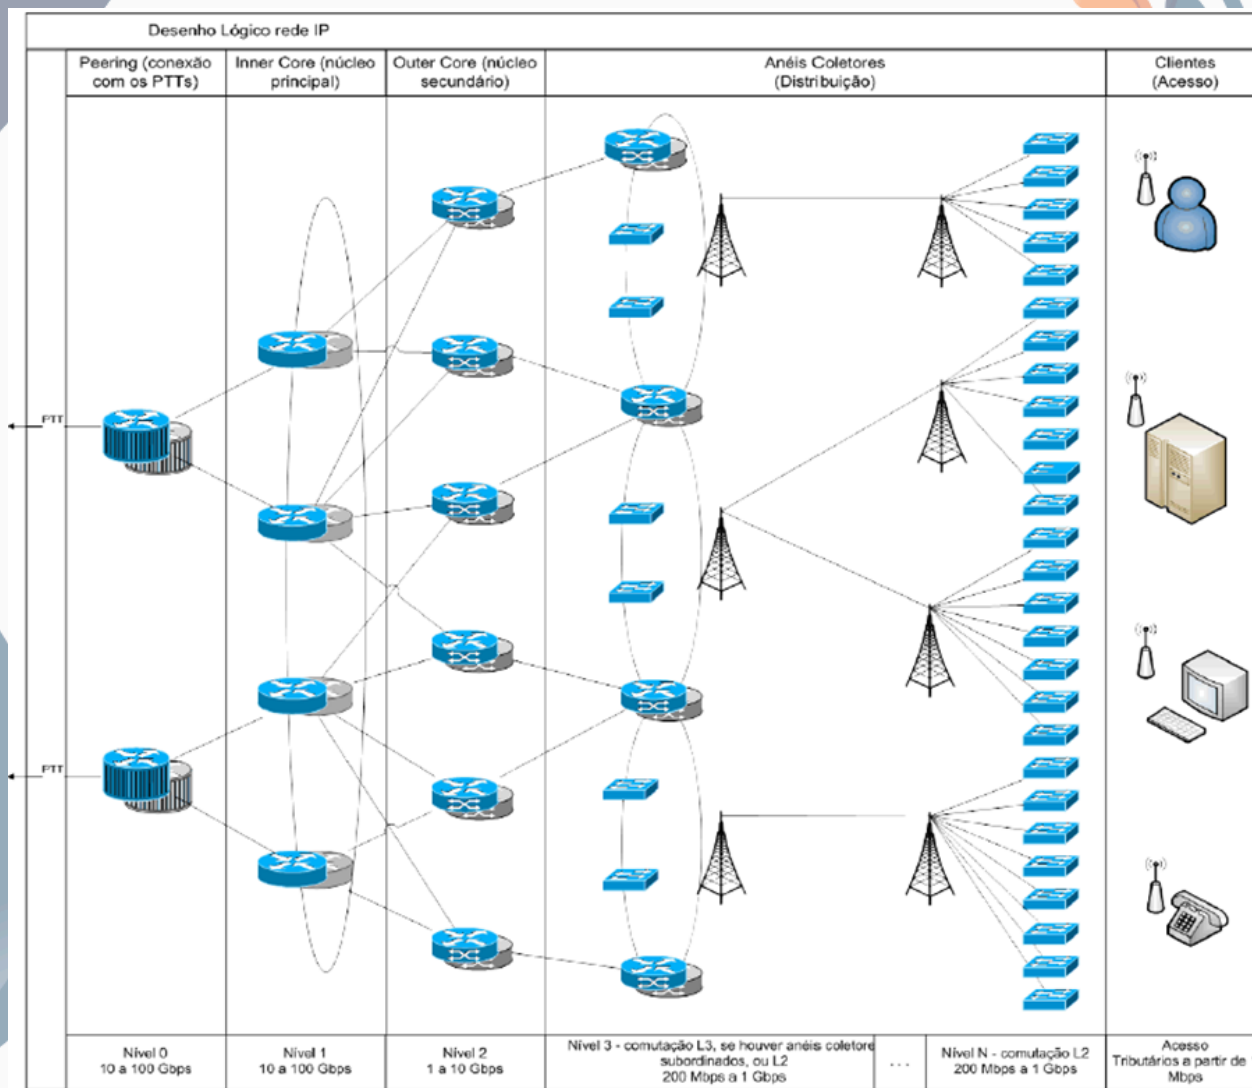 Desenho Lógico rede IP
Peering (conexão
com os PTTs)
Inner Core (núcleo
principal)
Outer Core (núcleo
secundário)
Anéis Coletores
(Distribuição)
Clientes
(Acesso)
PTT
PTT
Nível 0
10 a 100 Gbps
Nível 1
10 a 100 Gbps
Nível 2
1 a 10 Gbps
Nível 3 - comutação L3, se houver anéis coletore
subordinados, ou L2
200 Mbps a 1 Gbps
...
Nível N - comutação L2
200 Mbps a 1 Gbps
Acesso
Tributários a partir de
Mbps